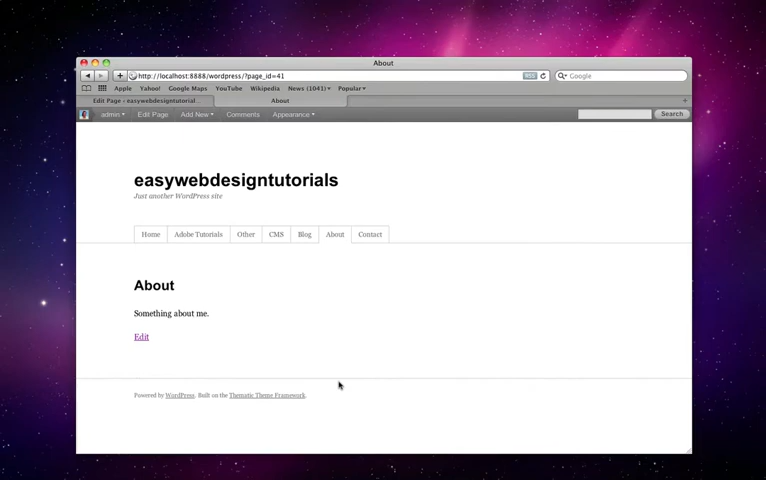 About
http://localhost:8888/wordpress/?page_id=41
RSS
Google
Apple Yahoo! Google Maps YouTube Wikipedia News (1041) Popular
Edit Page ‹ easywebdesigntutorial...
About
admin Edit Page Add New Comments Appearance Search
easywebdesigntutorials
Just another WordPress site
Home Adobe Tutorials Other CMS Blog About Contact
About
Something about me.
Edit
Powered by WordPress. Built on the Thematic Theme Framework.